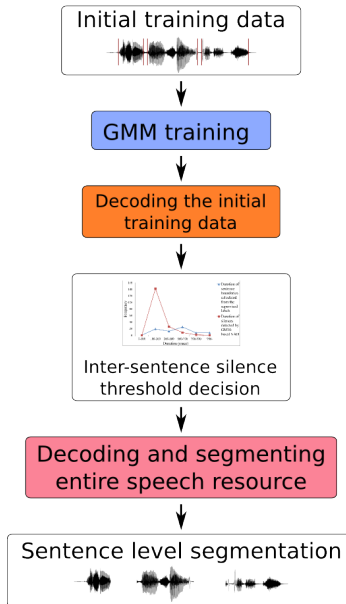 Initial training data
GMM training
Decoding the initial
training data
Inter-sentence silence
threshold decision
Decoding and segmenting
entire speech resource
Sentence level segmentation